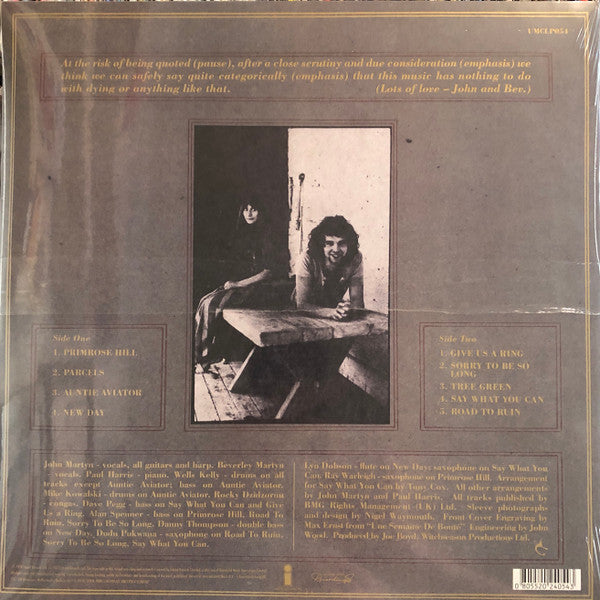 UMCLP054
At the risk of being quoted (pause), after a close scrutiny and due consideration (emphasis) we
think we can safely say quite categorically (emphasis) that this music has nothing to do
with dying or anything like that. (Lots of love – John and Bev.)
Side One
1. PRIMROSE HILL
2. PARCELS
3. AUNTIE AVIATOR
4. NEW DAY
Side Two
1. GIVE US A RING
2. SORRY TO BE SO
LONG
3. TREE GREEN
4. SAY WHAT YOU CAN
5. ROAD TO RUIN
John Martyn - vocals, all guitars and harp. Beverley Martyn
- vocals. Paul Harris - piano. Wells Kelly - drums on all
tracks except Auntie Aviator; bass on Auntie Aviator.
Mike Kowalski - drums on Auntie Aviator. Rocky Dzidzornu
- congas. Dave Pegg - bass on Say What You Can and Give
Us a Ring. Alan Spenner - bass on Primrose Hill, Road To
Ruin, Sorry To Be So Long. Danny Thompson - double bass
on New Day. Dudu Pukwana - saxophone on Road To Ruin,
Sorry To Be So Long, Say What You Can.
Lyn Dobson - flute on New Day; saxophone on Say What You
Can. Ray Warleigh - saxophone on Primrose Hill. Arrangement
for Say What You Can by Tony Cox. All other arrangements
by John Martyn and Paul Harris. All tracks published by
BMG Rights Management (UK) Ltd. Sleeve photographs
and design by Nigel Waymouth. Front Cover Engraving by
Max Ernst from "Une Semaine De Bonté". Engineering by John
Wood. Produced by Joe Boyd. Witchseason Productions Ltd.
i
0 805520 240543